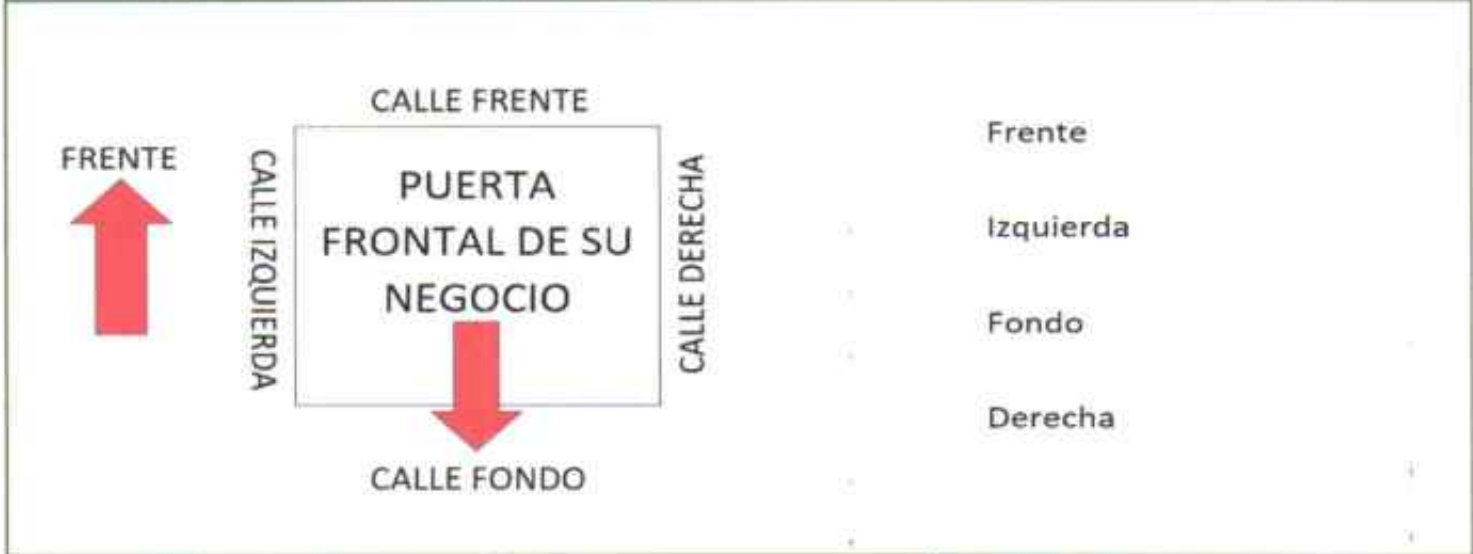 CALLE FRENTE
FRENTE
CALLE IZQUIERDA
PUERTA
FRONTAL DE SU
NEGOCIO
CALLE DERECHA
CALLE FONDO
Frente
Izquierda
Fondo
Derecha